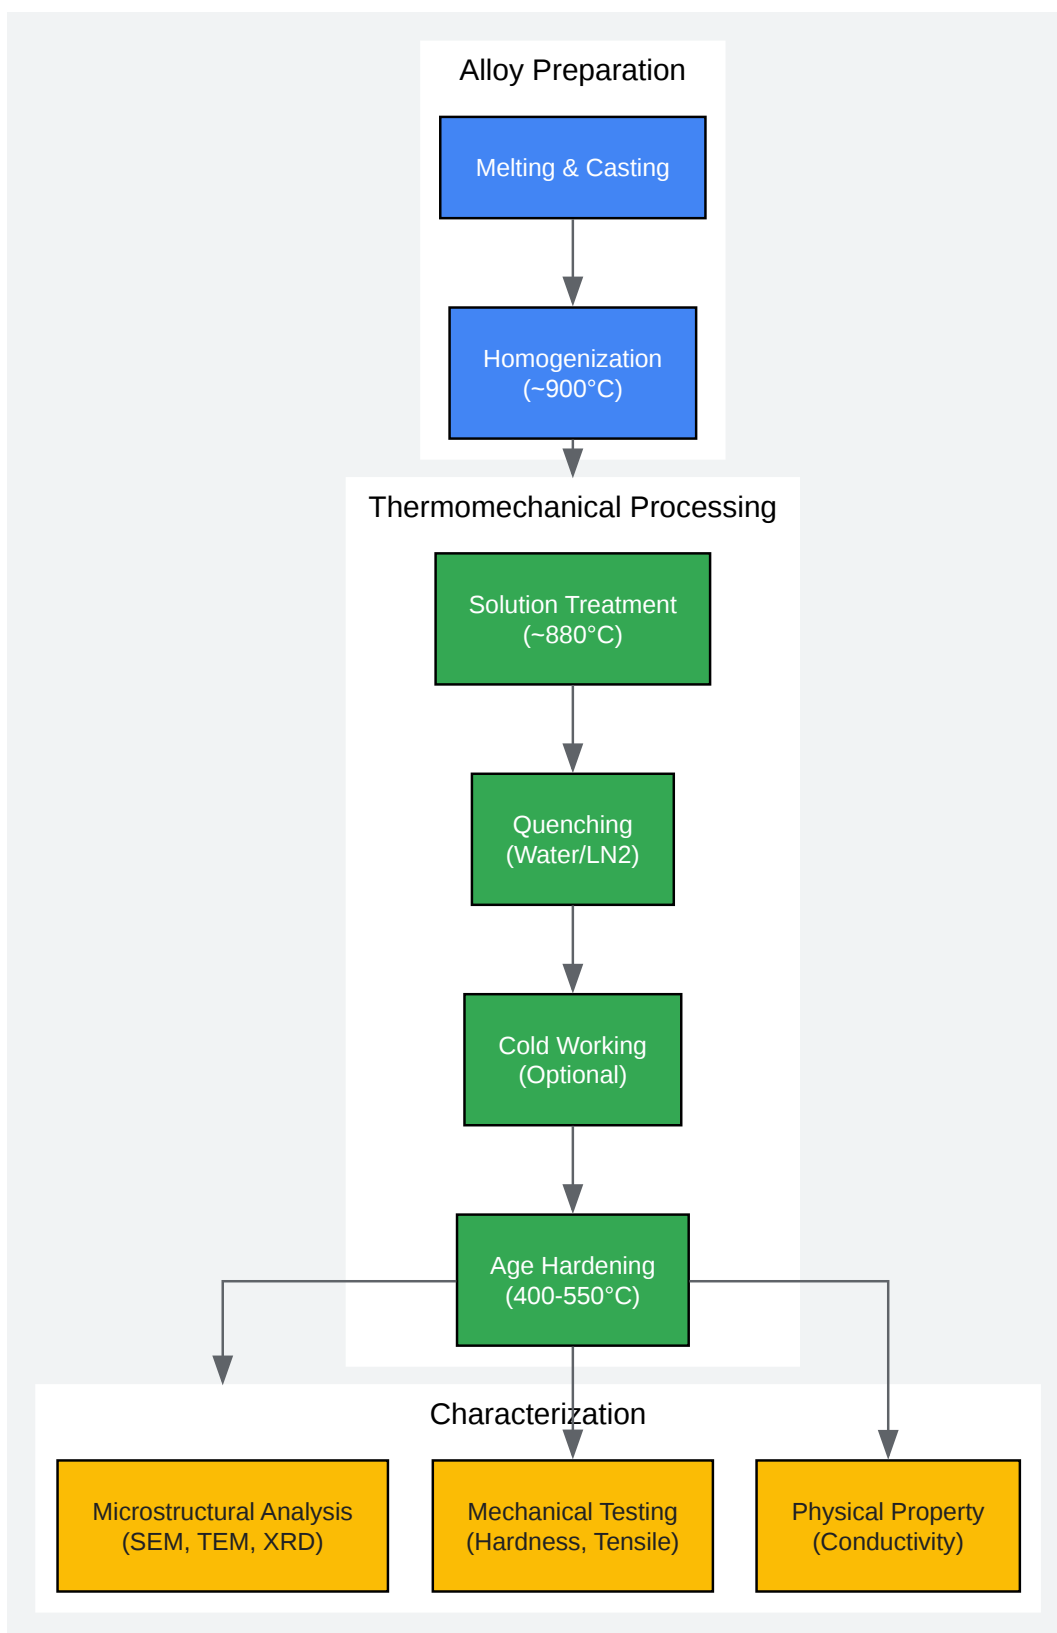 Alloy Preparation
Melting & Casting
Homogenization
(~900°C)
Thermomechanical Processing
Solution Treatment
(~880°C)
Quenching
(Water/LN2)
Cold Working
(Optional)
Age Hardening
(400-550°C)
Characterization
Microstructural Analysis
(SEM, TEM, XRD)
Mechanical Testing
(Hardness, Tensile)
Physical Property
(Conductivity)